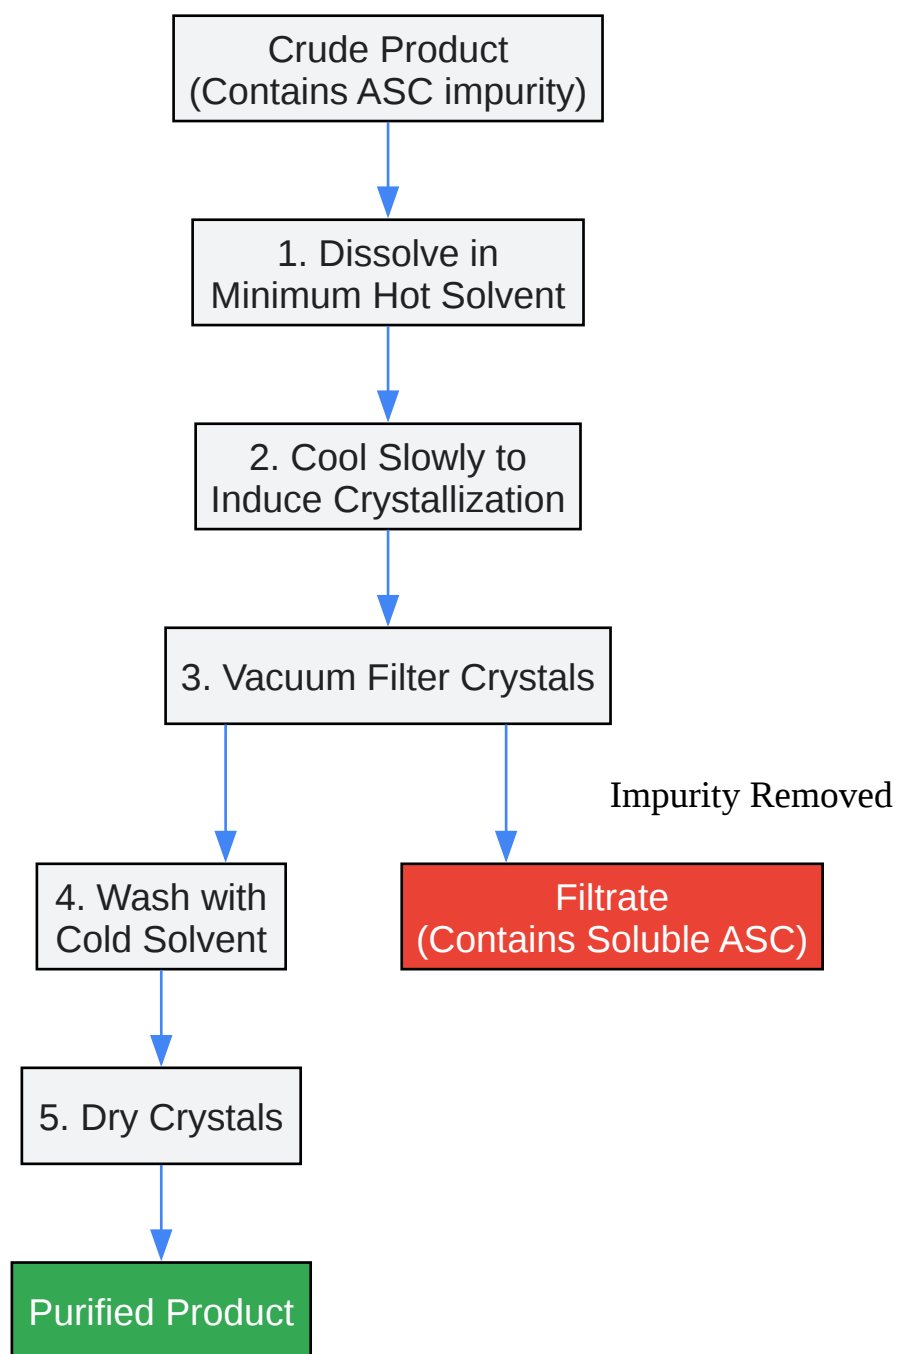 Crude Product
(Contains ASC impurity)
1. Dissolve in
Minimum Hot Solvent
2. Cool Slowly to
Induce Crystallization
3. Vacuum Filter Crystals
Impurity Removed
4. Wash with
Cold Solvent
Filtrate
(Contains Soluble ASC)
5. Dry Crystals
Purified Product